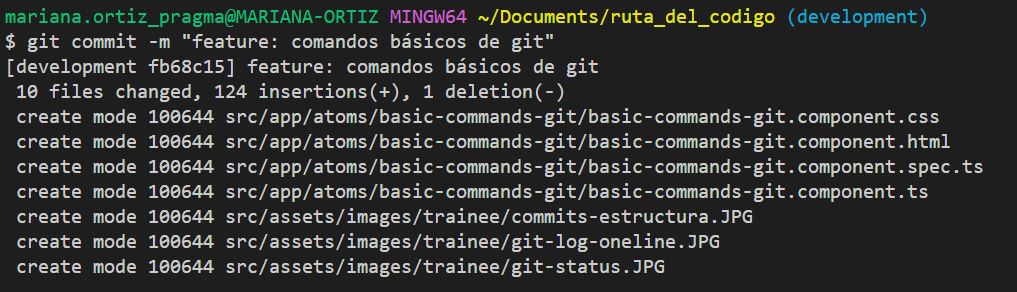 mariana.ortiz_pragma@MARIANA-ORTIZ MINGW64 ~/Documents/ruta_del_codigo (development)
$ git commit -m "feature: comandos básicos de git"
[development fb68c15] feature: comandos básicos de git
 10 files changed, 124 insertions(+), 1 deletion(-)
 create mode 100644 src/app/atoms/basic-commands-git/basic-commands-git.component.css
 create mode 100644 src/app/atoms/basic-commands-git/basic-commands-git.component.html
 create mode 100644 src/app/atoms/basic-commands-git/basic-commands-git.component.spec.ts
 create mode 100644 src/app/atoms/basic-commands-git/basic-commands-git.component.ts
 create mode 100644 src/assets/images/trainee/commits-estructura.JPG
 create mode 100644 src/assets/images/trainee/git-log-oneline.JPG
 create mode 100644 src/assets/images/trainee/git-status.JPG